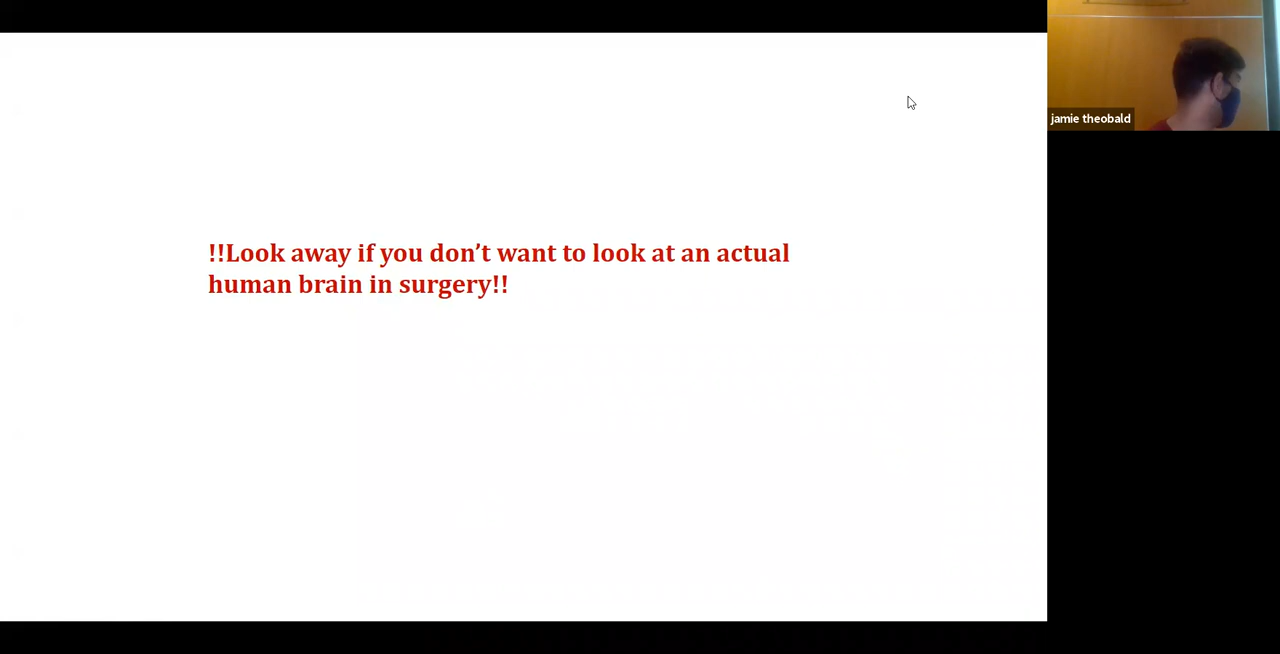 !!Look away if you don’t want to look at an actual
human brain in surgery!!
jamie theobald